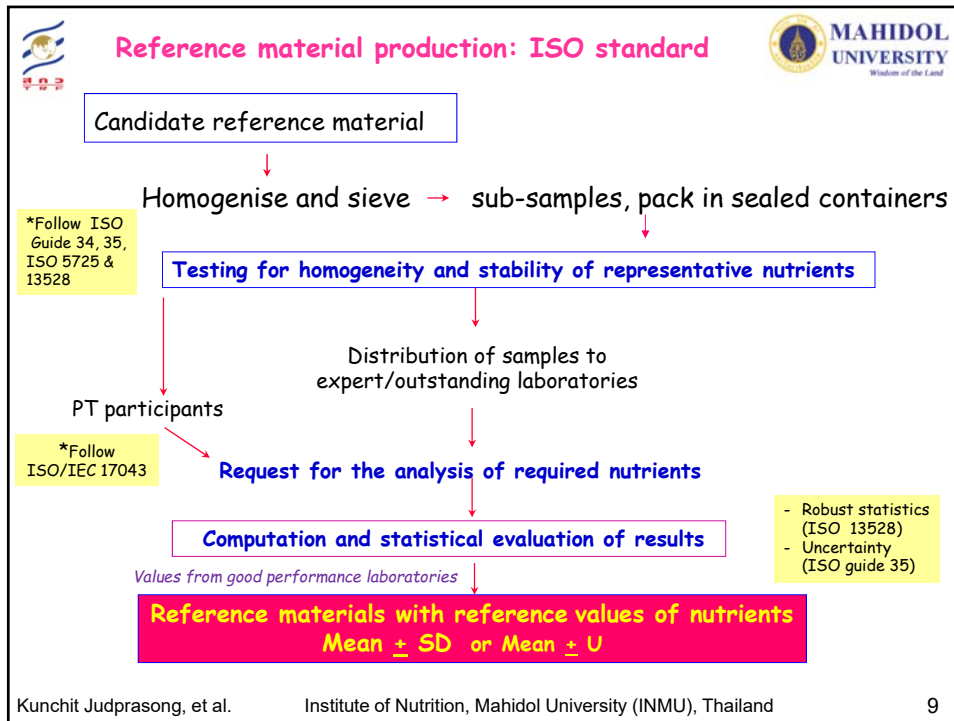 Reference material production: ISO standard
MAHIDOL
UNIVERSITY
Wisdom of the Land
Candidate reference material
Homogenise and sieve → sub-samples, pack in sealed containers
*Follow ISO
Guide 34, 35,
ISO 5725 &
13528
Testing for homogeneity and stability of representative nutrients
Distribution of samples to
expert/outstanding laboratories
PT participants
*Follow
ISO/IEC 17043
Request for the analysis of required nutrients
- Robust statistics
(ISO 13528)
- Uncertainty
(ISO guide 35)
Computation and statistical evaluation of results
Values from good performance laboratories
Reference materials with reference values of nutrients
Mean ± SD or Mean ± U
Kunchit Judprasong, et al. Institute of Nutrition, Mahidol University (INMU), Thailand 9